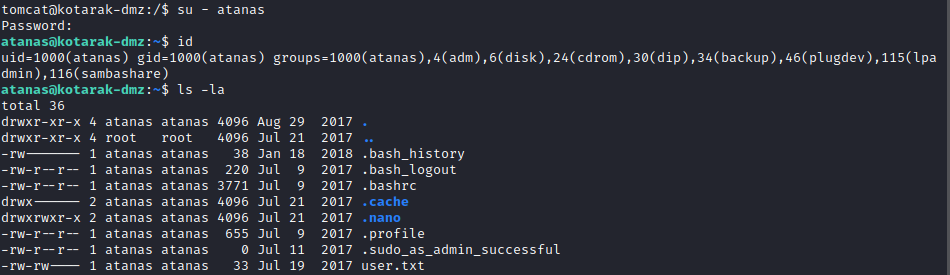 tomcat@kotarak-dmz:/$ su - atanas
Password:
atanas@kotarak-dmz:~$ id
uid=1000(atanas) gid=1000(atanas) groups=1000(atanas),4(adm),6(disk),24(cdrom),30(dip),34(backup),46(plugdev),115(lpa
dmin),116(sambashare)
atanas@kotarak-dmz:~$ ls -la
total 36
drwxr-xr-x 4 atanas atanas 4096 Aug 29  2017 .
drwxr-xr-x 4 root   root   4096 Jul 21  2017 ..
-rw------- 1 atanas atanas   38 Jan 18  2018 .bash_history
-rw-r--r-- 1 atanas atanas  220 Jul  9  2017 .bash_logout
-rw-r--r-- 1 atanas atanas 3771 Jul  9  2017 .bashrc
drwx------ 2 atanas atanas 4096 Jul 21  2017 .cache
drwxrwxr-x 2 atanas atanas 4096 Jul 21  2017 .nano
-rw-r--r-- 1 atanas atanas  655 Jul  9  2017 .profile
-rw-r--r-- 1 atanas atanas    0 Jul 11  2017 .sudo_as_admin_successful
-rw-rw---- 1 atanas atanas   33 Jul 19  2017 user.txt